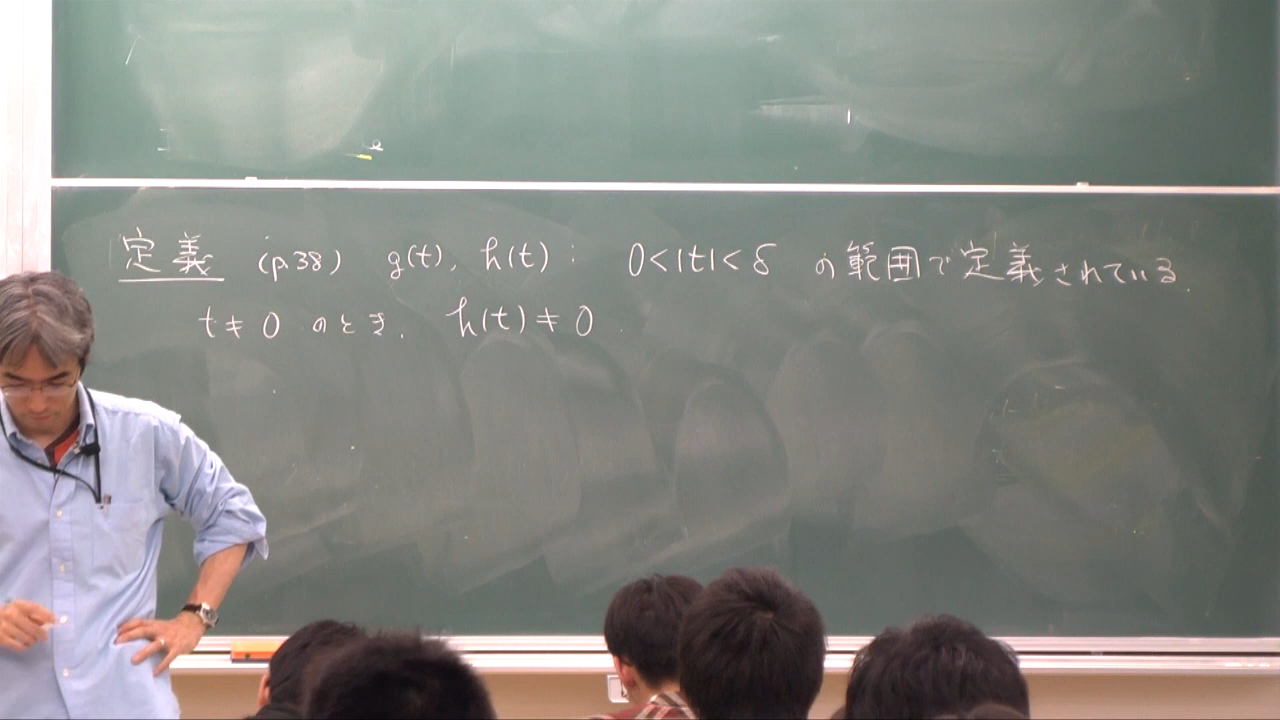 定義 (p.38) g(t), h(t): 0<|t|<δ の範囲で定義されている.
t≠0 のとき, h(t)≠0.